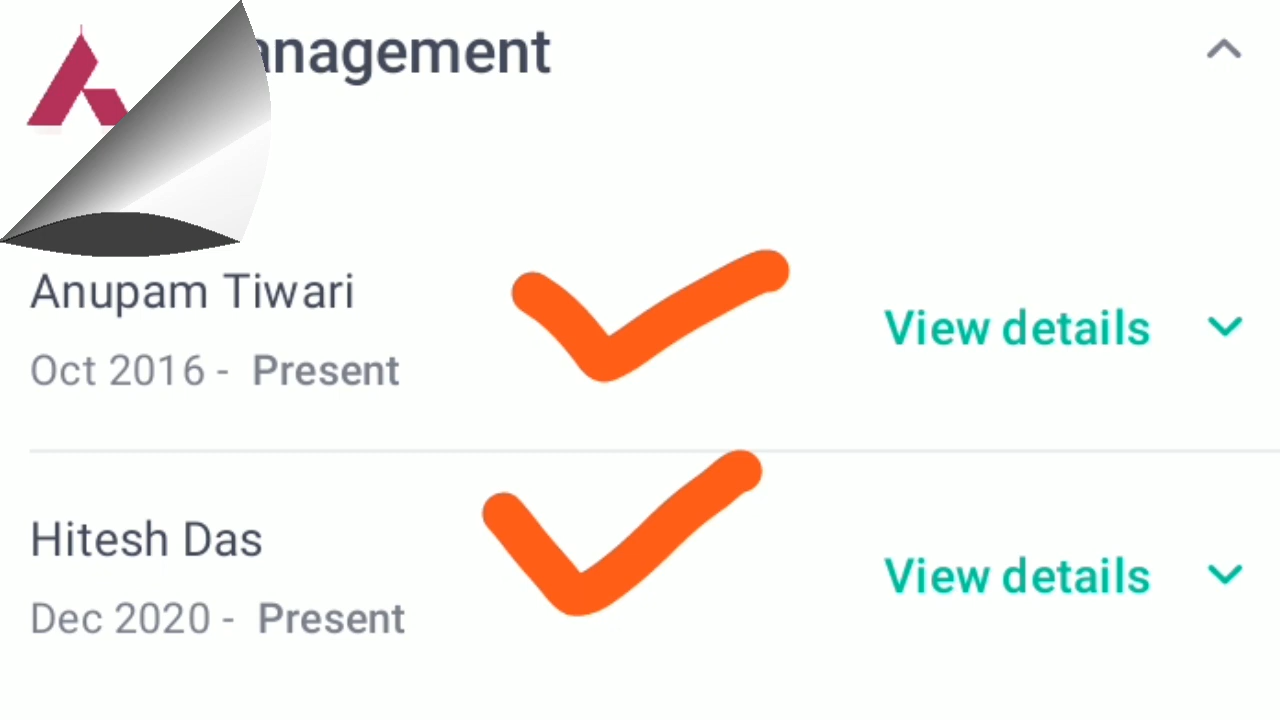 anagement
Anupam Tiwari
View details
Oct 2016 - Present
Hitesh Das
View details
Dec 2020 - Present